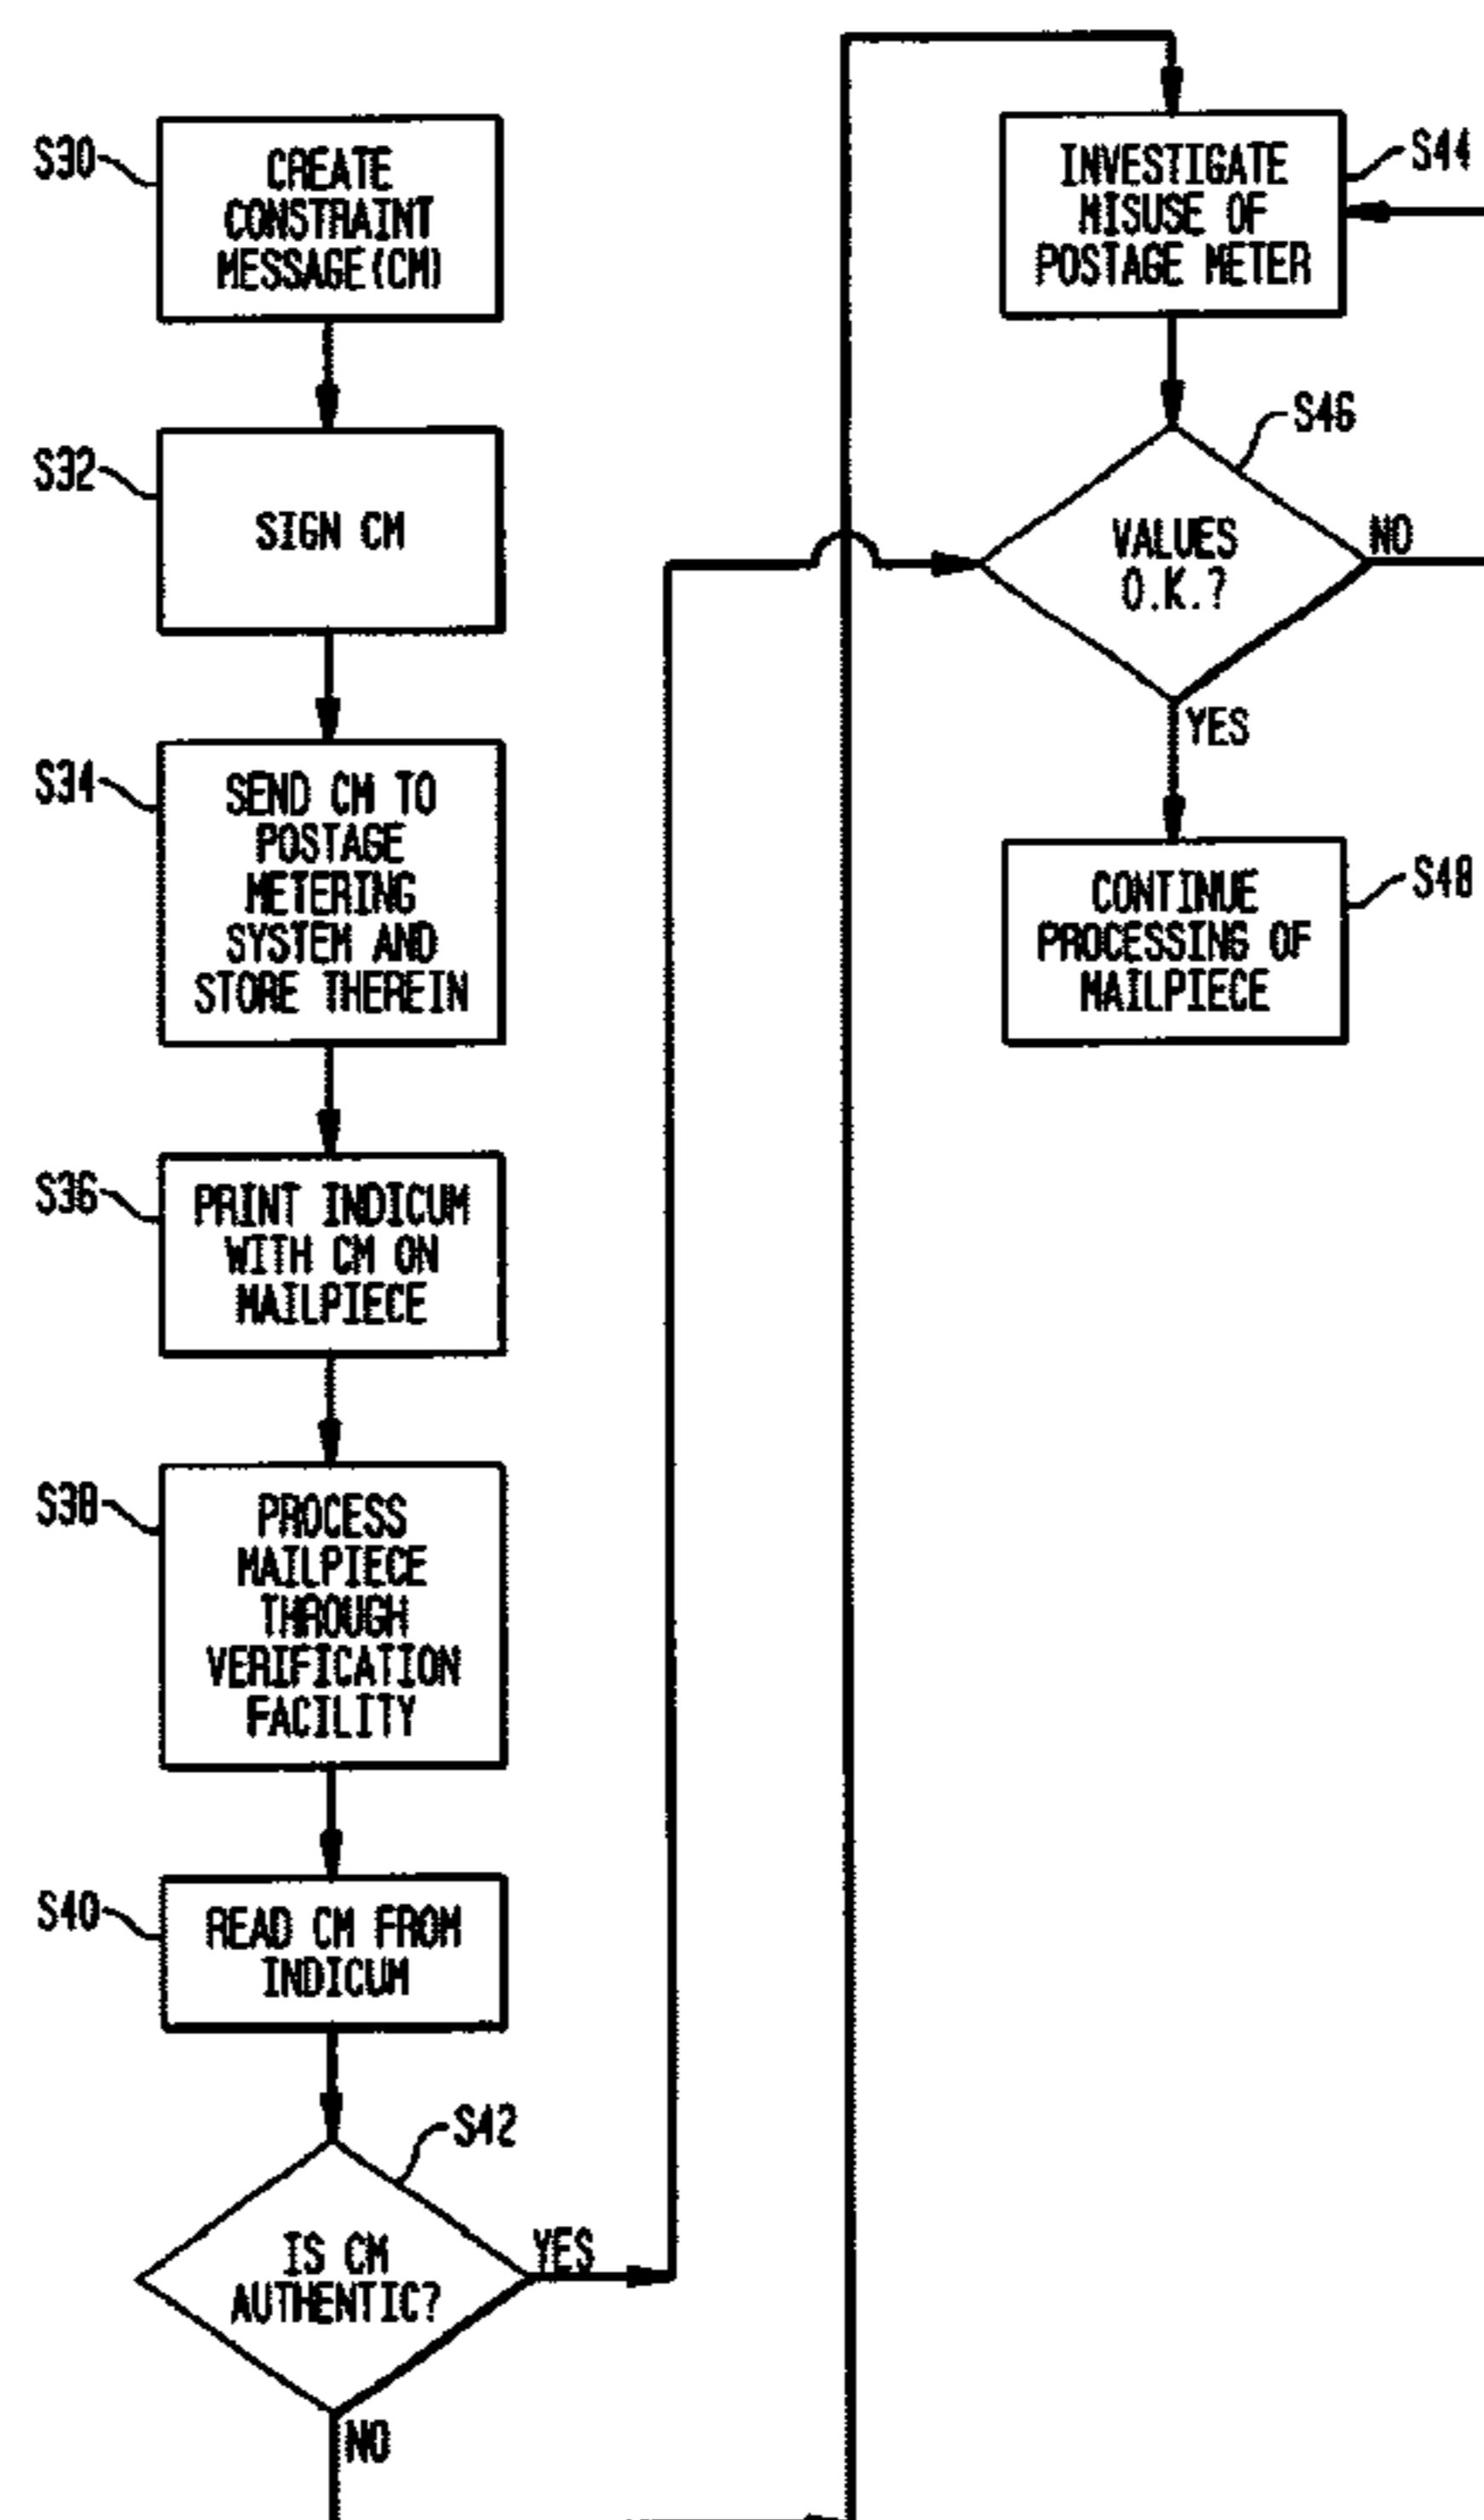 S30
CREATE
CONSTRAINT
MESSAGE(CM)
S32
SIGN CM
S34
SEND CM TO
POSTAGE
METERING
SYSTEM AND
STORE THEREIN
S36
PRINT INDICUM
WITH CM ON
MAILPIECE
S38
PROCESS
MAILPIECE
THROUGH
VERIFICATION
FACILITY
S40
READ CM FROM
INDICUM
S42
IS CM
AUTHENTIC?
YES
NO
INVESTIGATE
MISUSE OF
POSTAGE METER
S44
S46
VALUES
O.K.?
NO
YES
CONTINUE
PROCESSING OF
MAILPIECE
S48